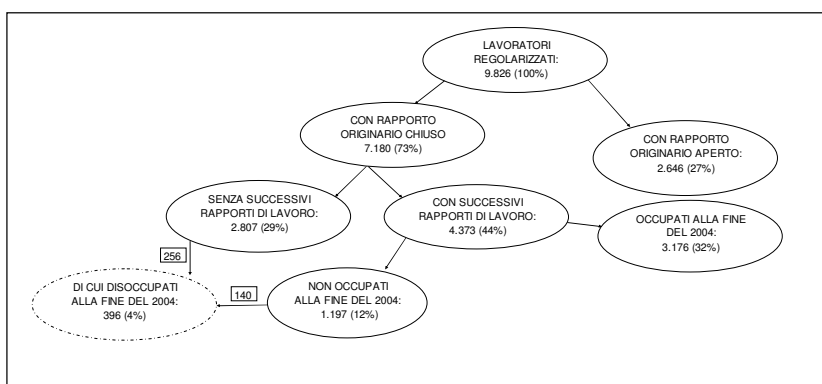 LAVORATORI
REGOLARIZZATI:
9.826 (100%)
CON RAPPORTO
ORIGINARIO CHIUSO
7.180 (73%)
CON RAPPORTO
ORIGINARIO APERTO:
2.646 (27%)
SENZA SUCCESSIVI
RAPPORTI DI LAVORO:
2.807 (29%)
CON SUCCESSIVI
RAPPORTI DI LAVORO:
4.373 (44%)
OCCUPATI ALLA FINE
DEL 2004:
3.176 (32%)
256
DI CUI DISOCCUPATI
ALLA FINE DEL 2004:
396 (4%)
140
NON OCCUPATI
ALLA FINE DEL 2004:
1.197 (12%)